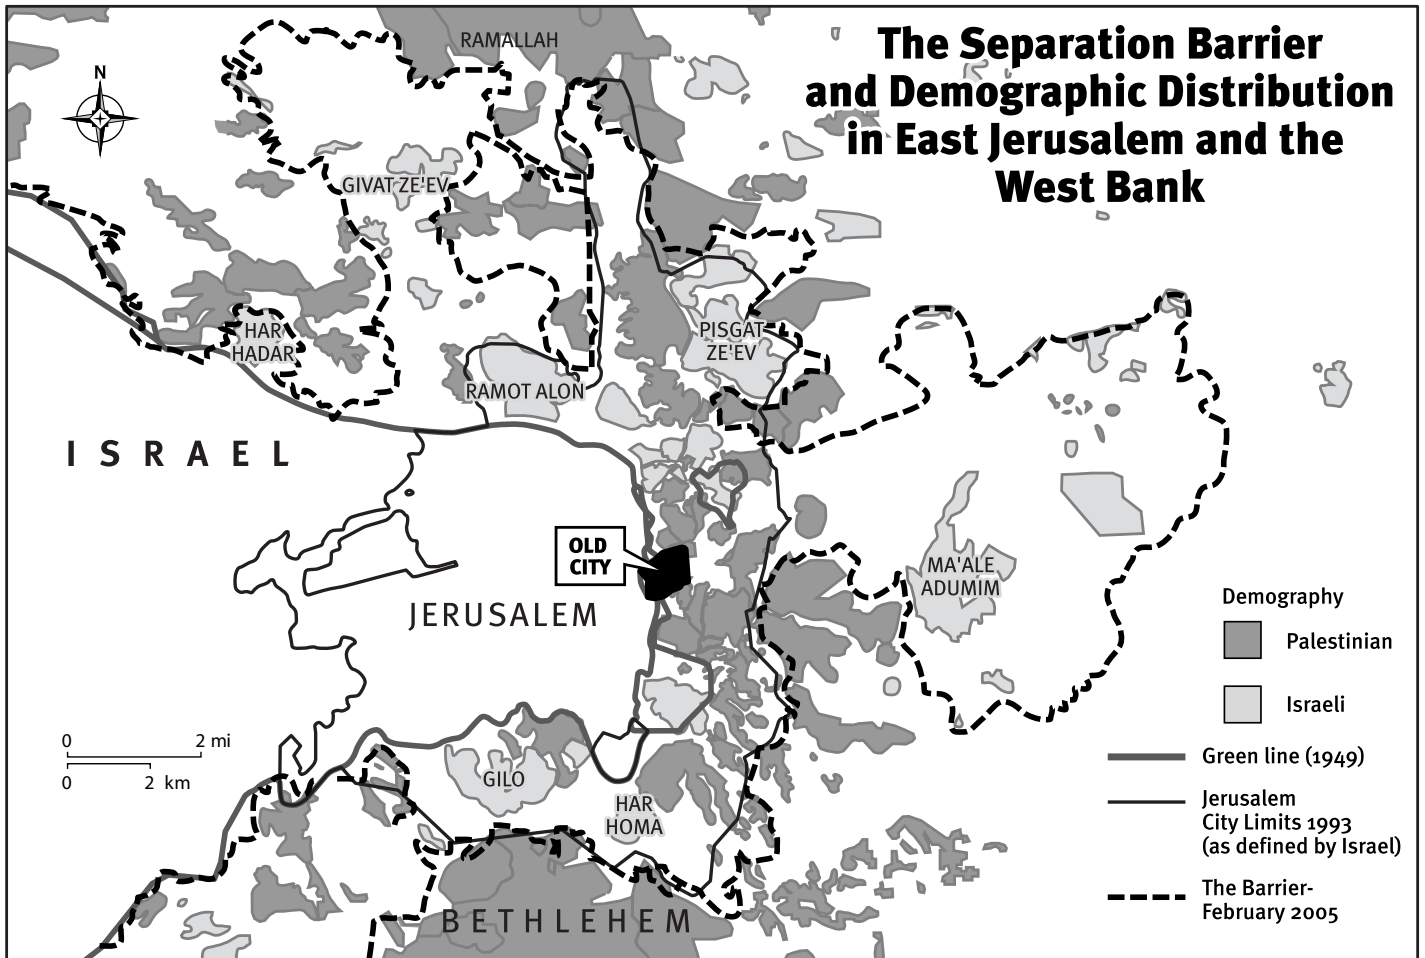 The Separation Barrier
and Demographic Distribution
in East Jerusalem and the
West Bank
N
RAMALLAH
GIVAT ZE'EV
HAR
HADAR
PISGAT
ZE'EV
RAMOT ALON
ISRAEL
OLD
CITY
JERUSALEM
MA'ALE
ADUMIM
GILO
HAR
HOMA
BETHLEHEM
0 2 mi
0 2 km
Demography
Palestinian
Israeli
Green line (1949)
Jerusalem
City Limits 1993
(as defined by Israel)
The Barrier-
February 2005